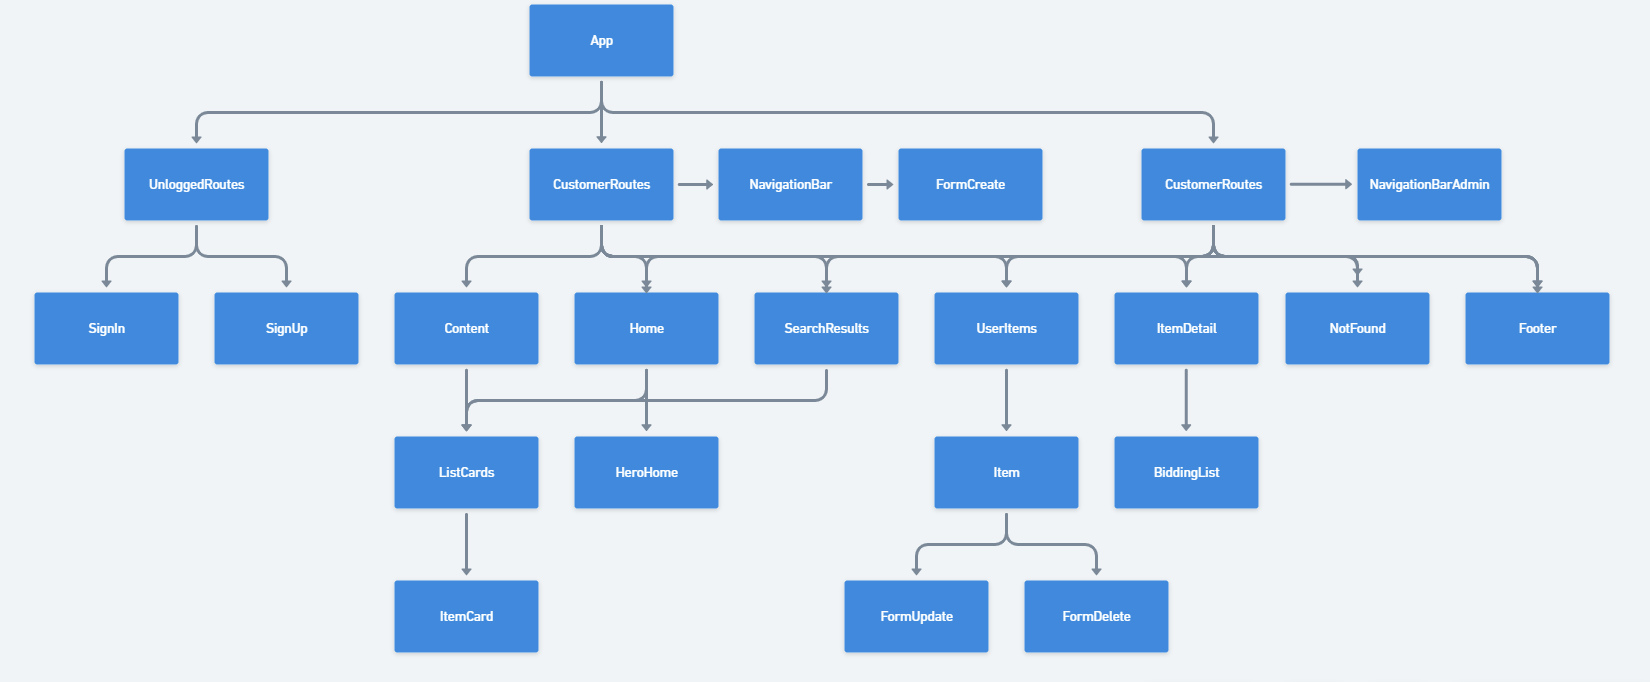 App
UnloggedRoutes
CustomerRoutes
NavigationBar
FormCreate
CustomerRoutes
NavigationBarAdmin
SignIn
SignUp
Content
Home
SearchResults
UserItems
ItemDetail
NotFound
Footer
ListCards
HeroHome
Item
BiddingList
ItemCard
FormUpdate
FormDelete